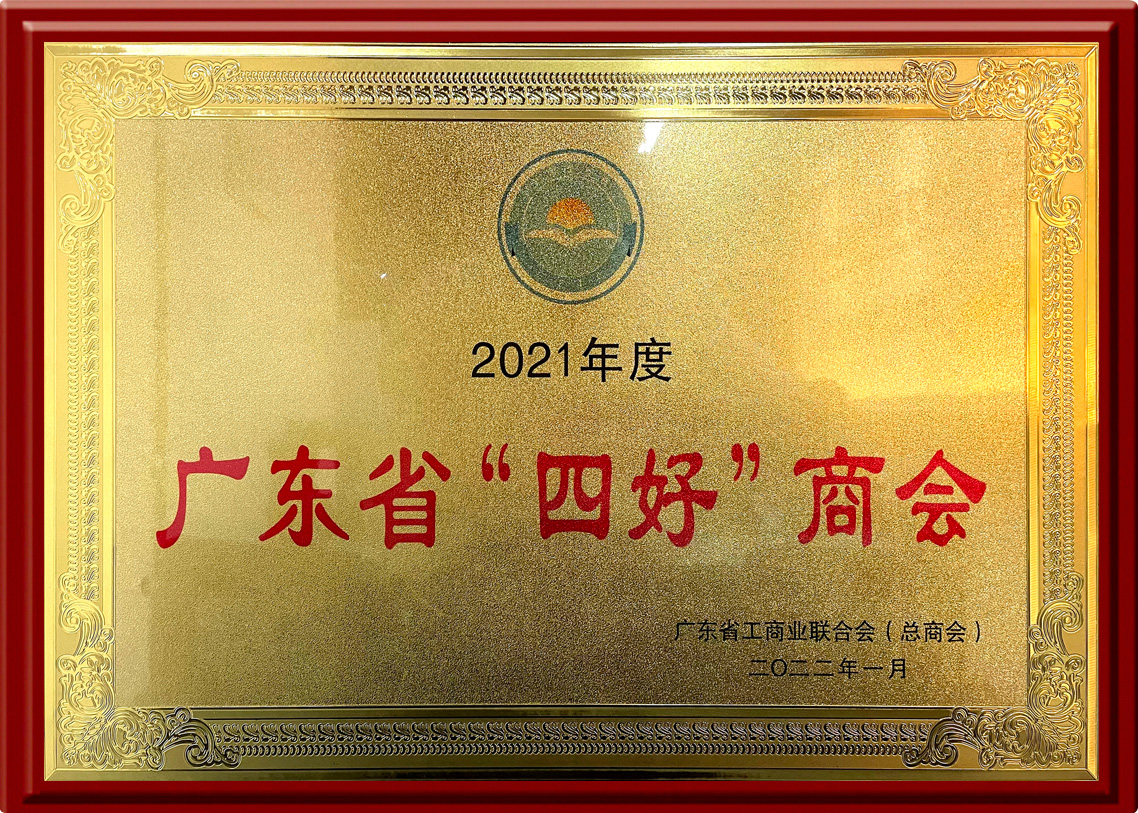 2021年度
广东省“四好”商会
广东省工商业联合会（总商会）
二〇二二年一月